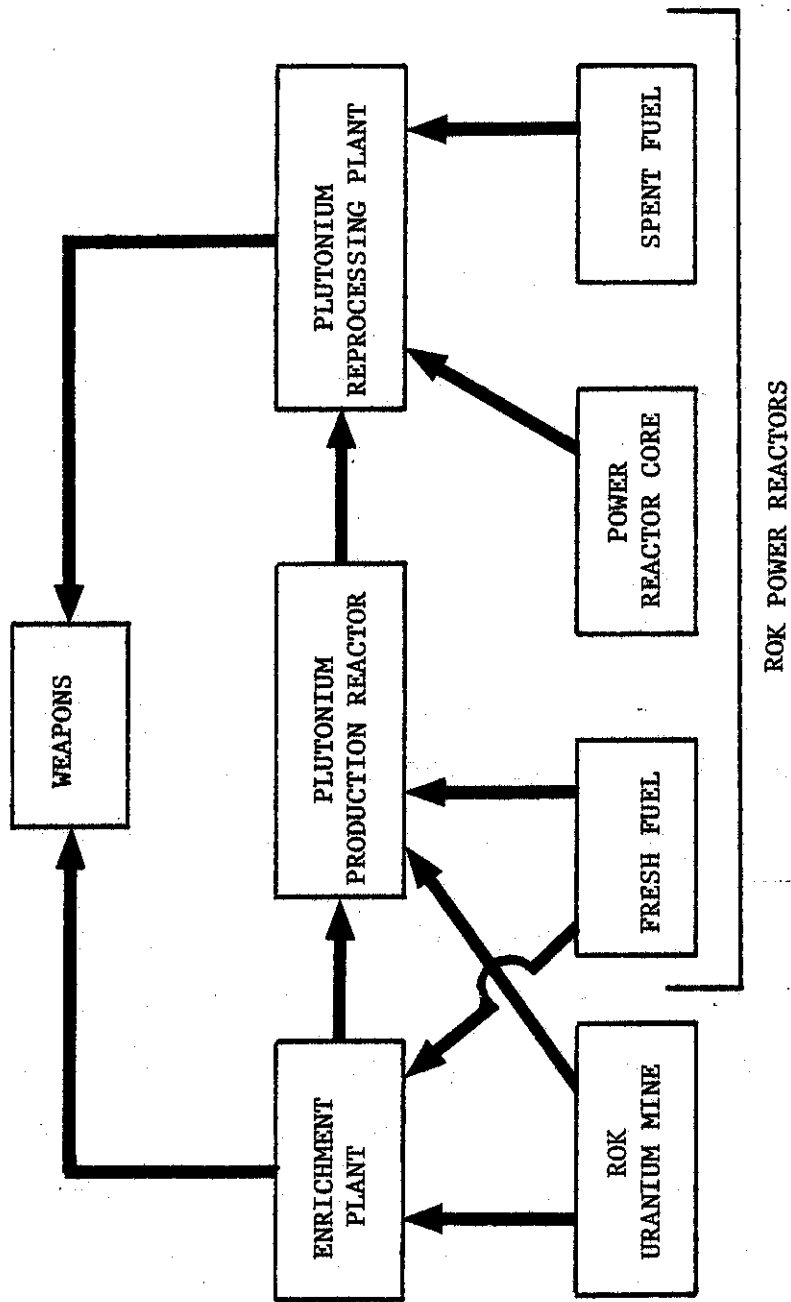 WEAPONS
ENRICHMENT
PLANT
PLUTONIUM
PRODUCTION REACTOR
PLUTONIUM
REPROCESSING PLANT
ROK
URANIUM MINE
FRESH FUEL
POWER
REACTOR CORE
SPENT FUEL
ROK POWER REACTORS